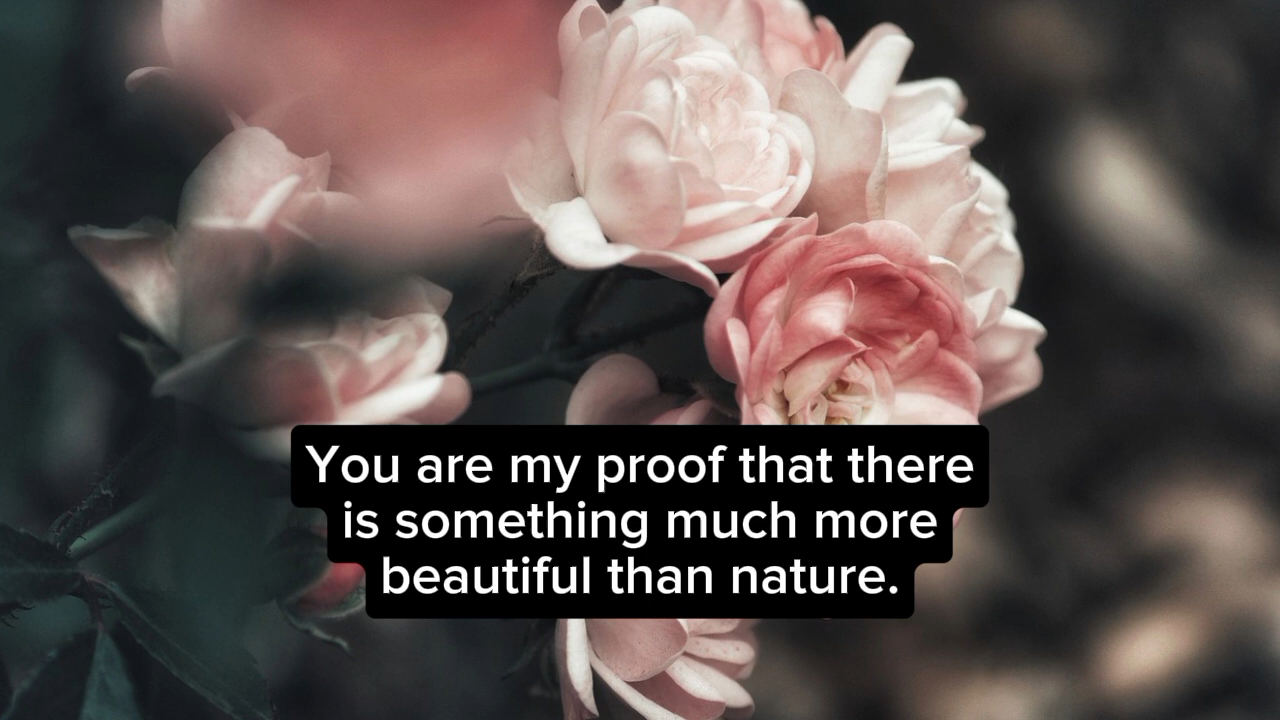 You are my proof that there
is something much more
beautiful than nature.